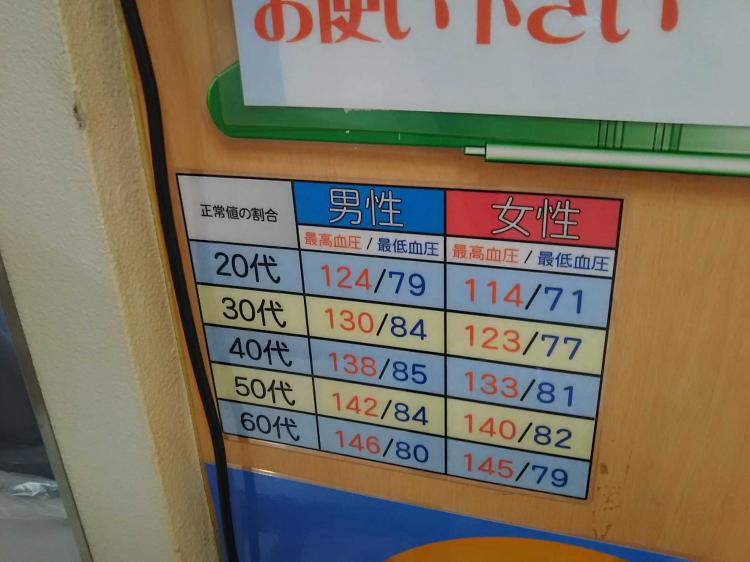 お使い下さい
正常値の割合 男性 女性
最高血圧 / 最低血圧 最高血圧 / 最低血圧
20代 124/79 114/71
30代 130/84 123/77
40代 138/85 133/81
50代 142/84 140/82
60代 146/80 145/79